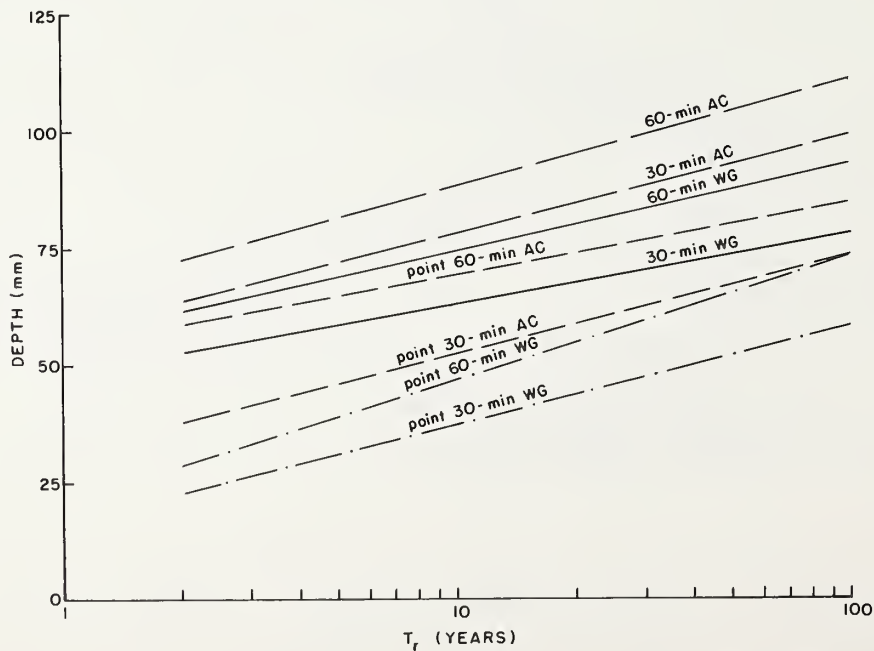 125
100
75
50
25
0
DEPTH (mm)
60-min AC
30-min AC
60-min WG
point 60-min AC
30-min WG
point 30-min AC
point 60-min WG
point 30-min WG
1
10
100
Tr (YEARS)